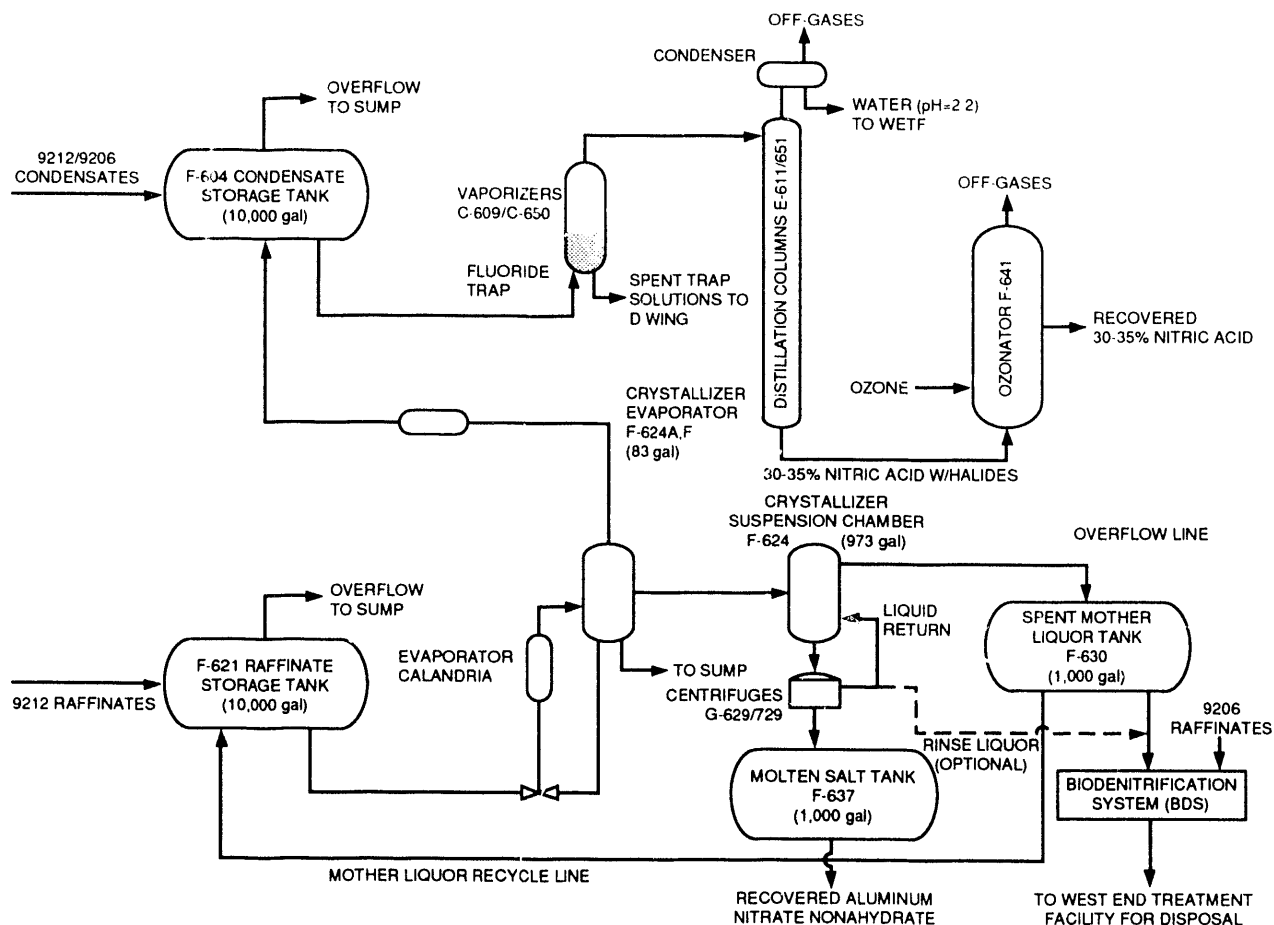 OFF-GASES
CONDENSER
OVERFLOW
TO SUMP
WATER (pH=2 2)
TO WETF
9212/9206
CONDENSATES
F-604 CONDENSATE
STORAGE TANK
(10,000 gal)
VAPORIZERS
C-609/C-650
DISTILLATION COLUMNS E-611/651
OFF-GASES
FLUORIDE
TRAP
SPENT TRAP
SOLUTIONS TO
D WING
OZONATOR F-641
RECOVERED
30-35% NITRIC ACID
OZONE
CRYSTALLIZER
EVAPORATOR
F-624A,F
(83 gal)
30-35% NITRIC ACID W/HALIDES
CRYSTALLIZER
SUSPENSION CHAMBER
F-624 (973 gal)
OVERFLOW LINE
OVERFLOW
TO SUMP
LIQUID
RETURN
SPENT MOTHER
LIQUOR TANK
F-630
(1,000 gal)
F-621 RAFFINATE
STORAGE TANK
(10,000 gal)
9212 RAFFINATES
EVAPORATOR
CALANDRIA
TO SUMP
CENTRIFUGES
G-629/729
9206
RAFFINATES
RINSE LIQUOR
(OPTIONAL)
MOLTEN SALT TANK
F-637
(1,000 gal)
BIODENITRIFICATION
SYSTEM (BDS)
MOTHER LIQUOR RECYCLE LINE
RECOVERED ALUMINUM
NITRATE NONAHYDRATE
TO WEST END TREATMENT
FACILITY FOR DISPOSAL